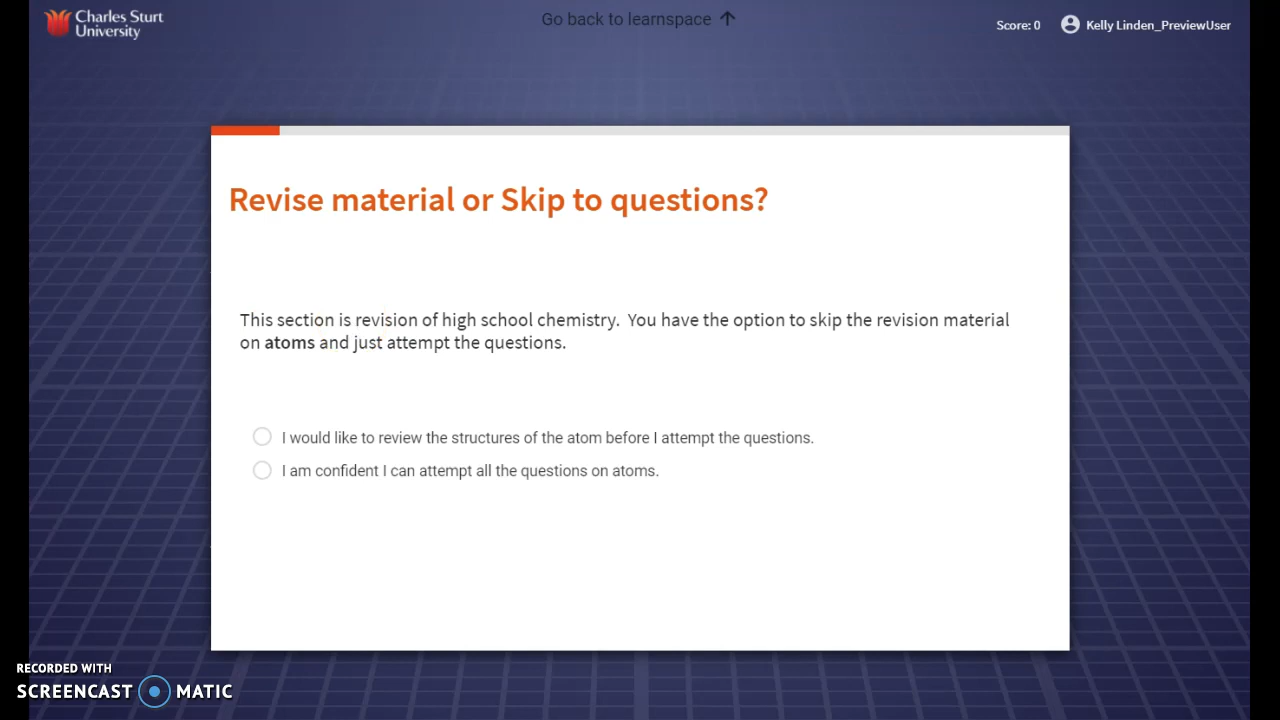 Charles Sturt
University
Go back to learnspace
Score: 0
Kelly Linden_PreviewUser
Revise material or Skip to questions?
This section is revision of high school chemistry. You have the option to skip the revision material
on atoms and just attempt the questions.
I would like to review the structures of the atom before I attempt the questions.
I am confident I can attempt all the questions on atoms.
RECORDED WITH
SCREENCAST MATIC